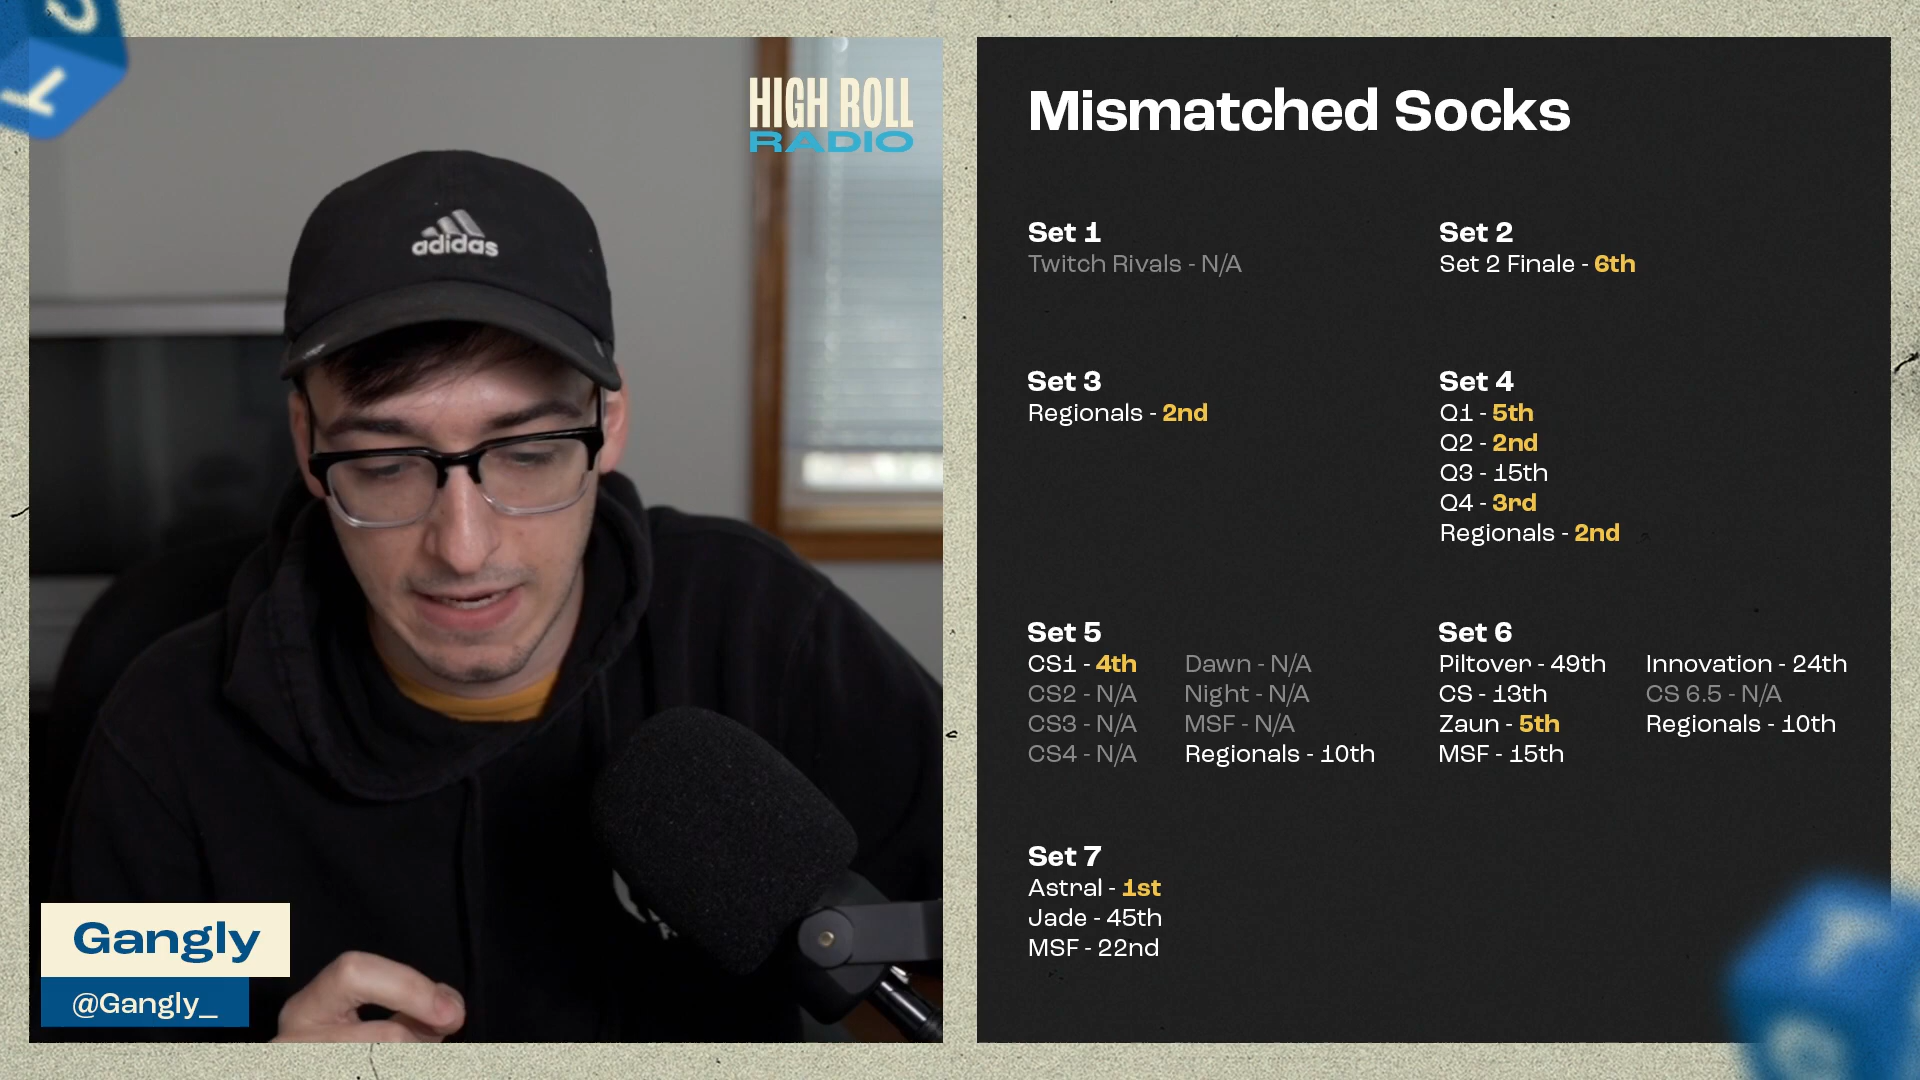 HIGH ROLL
RADIO
adidas
Gangly
@Gangly_
Mismatched Socks
Set 1
Twitch Rivals - N/A
Set 2
Set 2 Finale - 6th
Set 3
Regionals - 2nd
Set 4
Q1 - 5th
Q2 - 2nd
Q3 - 15th
Q4 - 3rd
Regionals - 2nd
Set 5
CS1 - 4th
CS2 - N/A
CS3 - N/A
CS4 - N/A
Dawn - N/A
Night - N/A
MSF - N/A
Regionals - 10th
Set 6
Piltover - 49th
CS - 13th
Zaun - 5th
MSF - 15th
Innovation - 24th
CS 6.5 - N/A
Regionals - 10th
Set 7
Astral - 1st
Jade - 45th
MSF - 22nd